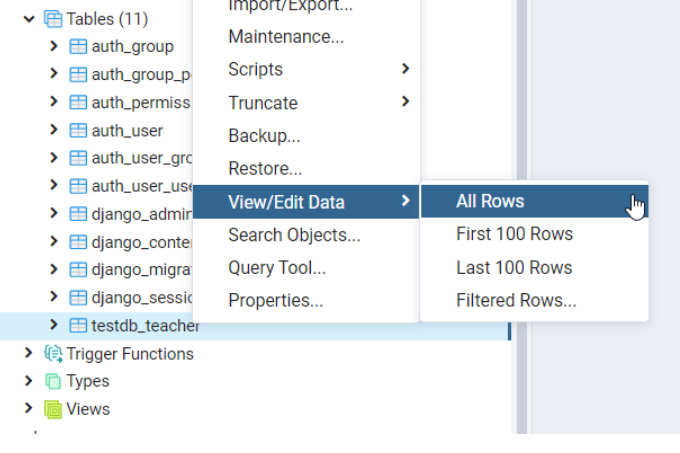 Import/Export...
Tables (11)
Maintenance...
auth_group
Scripts
auth_group_p
Truncate
auth_permiss
Backup...
auth_user
auth_user_gro
Restore...
auth_user_use
View/Edit Data
All Rows
django_admin
Search Objects...
First 100 Rows
django_conte
Query Tool...
Last 100 Rows
django_migra
Properties...
Filtered Rows...
django_sessic
testdb_teacher
Trigger Functions
Types
Views